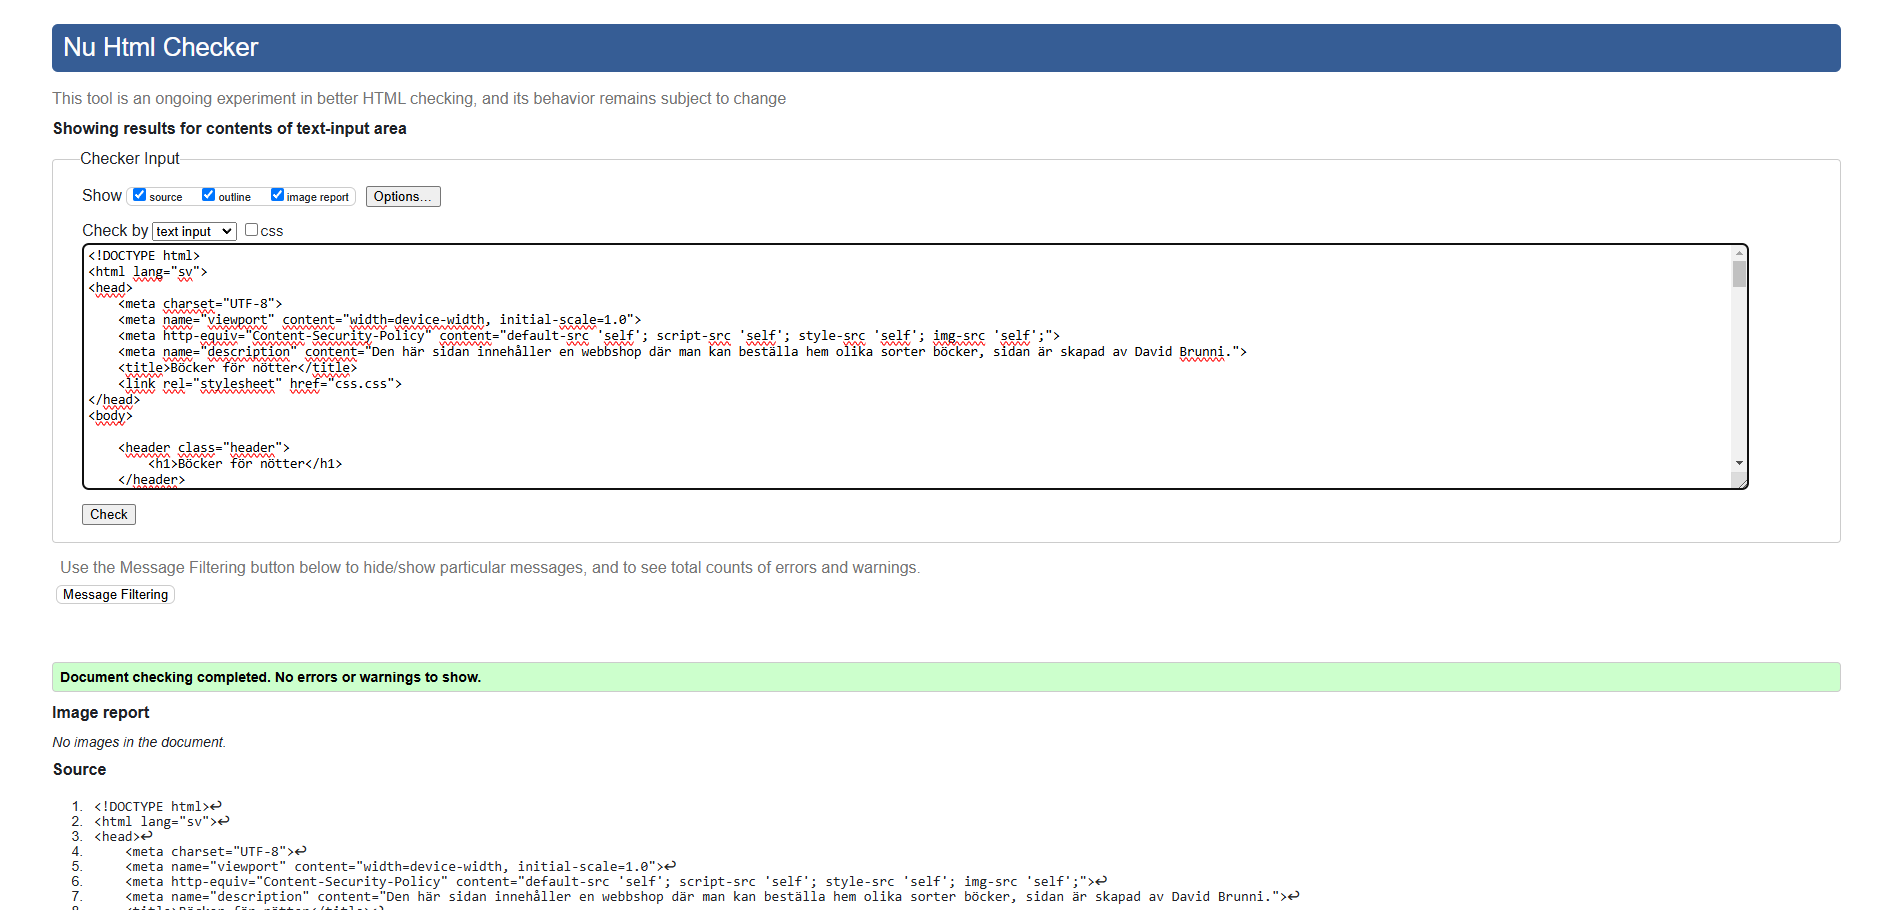 Nu Html Checker
This tool is an ongoing experiment in better HTML checking, and its behavior remains subject to change
Showing results for contents of text-input area
Checker Input
Show source outline image report Options...
Check by text input css
<!DOCTYPE html>
<html lang="sv">
<head>
    <meta charset="UTF-8">
    <meta name="viewport" content="width=device-width, initial-scale=1.0">
    <meta http-equiv="Content-Security-Policy" content="default-src 'self'; script-src 'self'; style-src 'self'; img-src 'self';">
    <meta name="description" content="Den här sidan innehåller en webbshop där man kan beställa hem olika sorter böcker, sidan är skapad av David Brunni.">
    <title>Böcker för nötter</title>
    <link rel="stylesheet" href="css.css">
</head>
<body>
    <header class="header">
        <h1>Böcker för nötter</h1>
    </header>
Check
Use the Message Filtering button below to hide/show particular messages, and to see total counts of errors and warnings.
Message Filtering
Document checking completed. No errors or warnings to show.
Image report
No images in the document.
Source
1. <!DOCTYPE html>↩
2. <html lang="sv">↩
3. <head>↩
4.     <meta charset="UTF-8">↩
5.     <meta name="viewport" content="width=device-width, initial-scale=1.0">↩
6.     <meta http-equiv="Content-Security-Policy" content="default-src 'self'; script-src 'self'; style-src 'self'; img-src 'self';">↩
7.     <meta name="description" content="Den här sidan innehåller en webbshop där man kan beställa hem olika sorter böcker, sidan är skapad av David Brunni.">↩
8.     <title>Böcker för nötter</title>↩